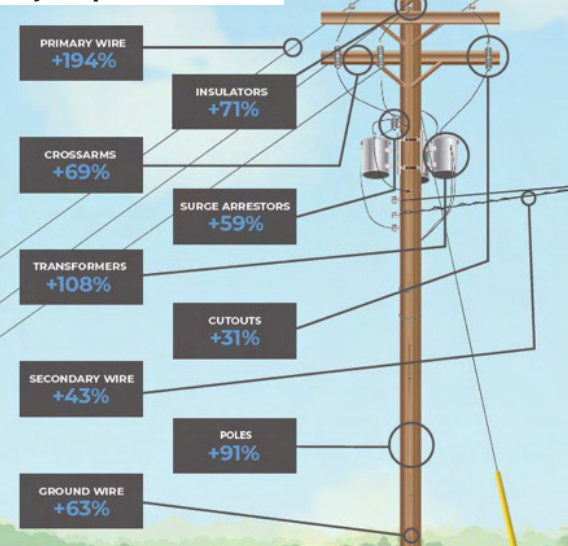 PRIMARY WIRE
+194%
INSULATORS
+71%
CROSSARMS
+69%
SURGE ARRESTORS
+59%
TRANSFORMERS
+108%
CUTOUTS
+31%
SECONDARY WIRE
+43%
POLES
+91%
GROUND WIRE
+63%